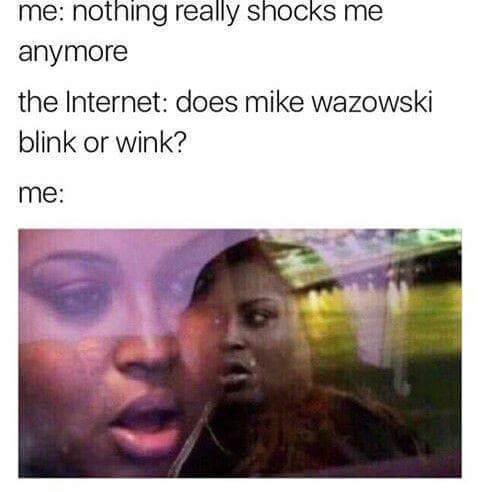 me: nothing really shocks me
anymore
the Internet: does mike wazowski
blink or wink?
me: